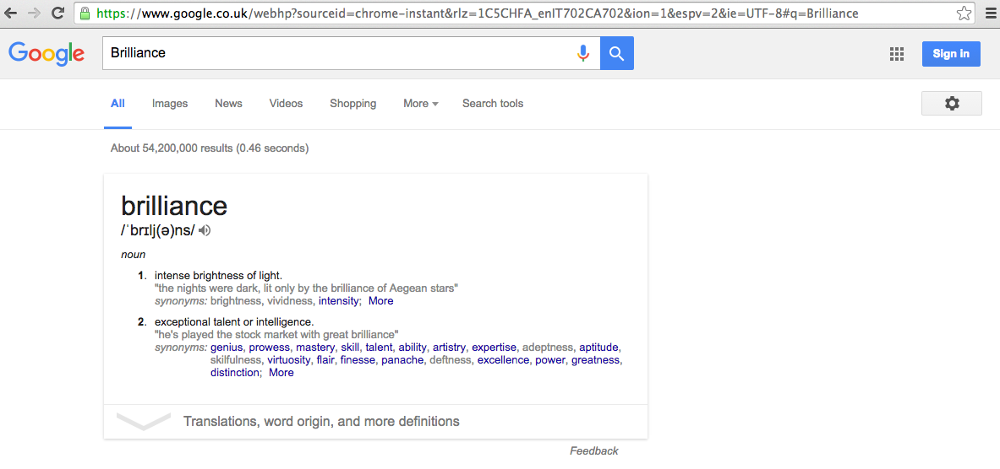 https://www.google.co.uk/webhp?sourceid=chrome-instant&rlz=1C5CHFA_enIT702CA702&ion=1&espv=2&ie=UTF-8#q=Brilliance
Google Brilliance Sign in
All Images News Videos Shopping More Search tools
About 54,200,000 results (0.46 seconds)
brilliance
/ˈbrɪlj(ə)ns/
noun
1. intense brightness of light.
"the nights were dark, lit only by the brilliance of Aegean stars"
synonyms: brightness, vividness, intensity; More
2. exceptional talent or intelligence.
"he's played the stock market with great brilliance"
synonyms: genius, prowess, mastery, skill, talent, ability, artistry, expertise, adeptness, aptitude,
skilfulness, virtuosity, flair, finesse, panache, deftness, excellence, power, greatness,
distinction; More
Translations, word origin, and more definitions
Feedback